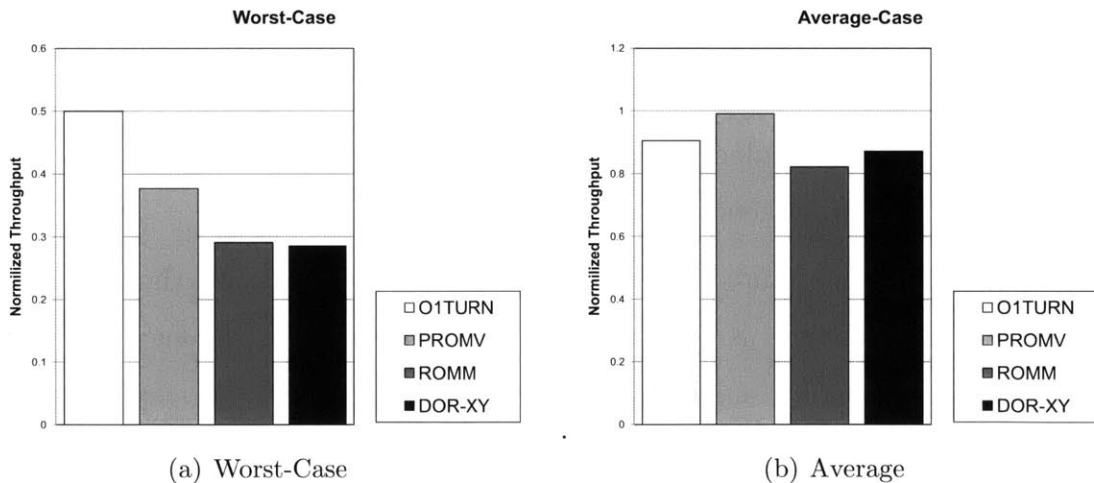 Worst-Case
0.6
0.5
0.4
0.3
0.2
0.1
0
Normilized Throughput
O1TURN
PROMV
ROMM
DOR-XY
(a) Worst-Case
Average-Case
1.2
1
0.8
0.6
0.4
0.2
0
Normilized Throughput
O1TURN
PROMV
ROMM
DOR-XY
(b) Average